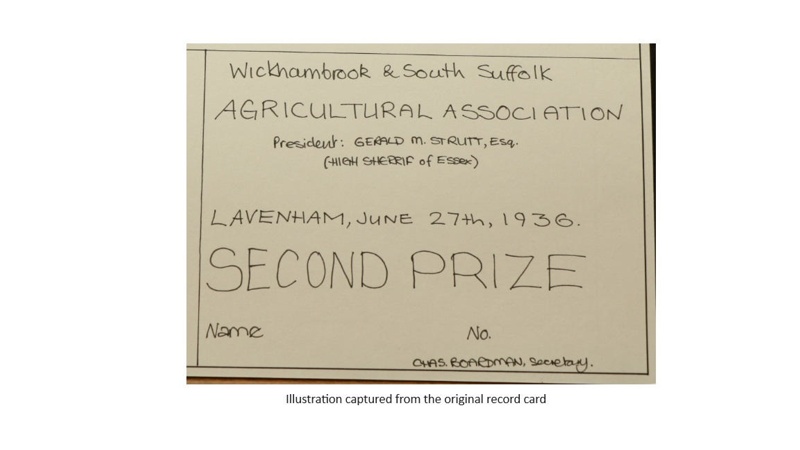 Wickhambrook & South Suffolk
AGRICULTURAL ASSOCIATION
President: GERALD M. STRUTT, Esq.
(HIGH SHERRIF of ESSEX)
LAVENHAM, JUNE 27th, 1936.
SECOND PRIZE
Name No.
CHAS. BOARDMAN, Secretary.
Illustration captured from the original record card